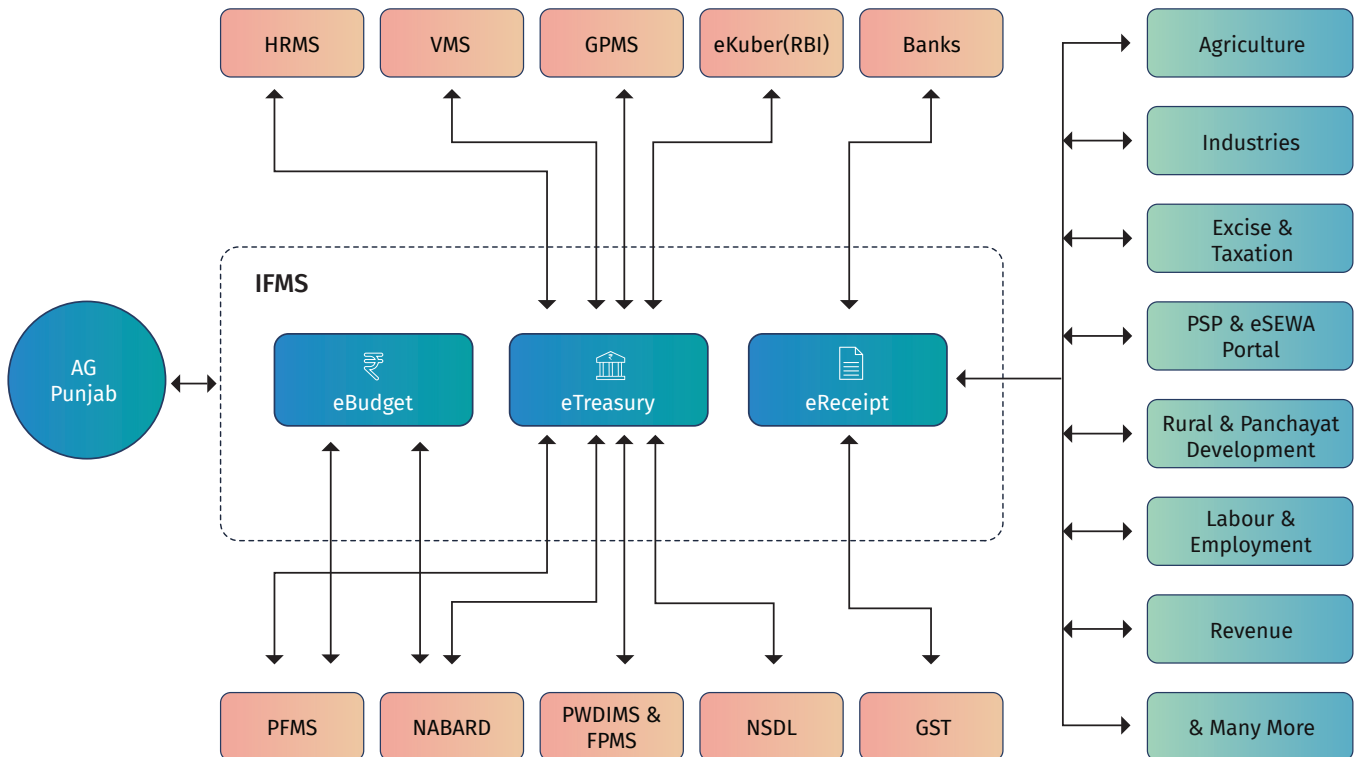 HRMS
VMS
GPMS
eKuber(RBI)
Banks
Agriculture
Industries
Excise &
Taxation
IFMS
AG
Punjab
eBudget
eTreasury
eReceipt
PSP & eSEWA
Portal
Rural & Panchayat
Development
Labour &
Employment
Revenue
PFMS
NABARD
PWDIMS &
FPMS
NSDL
GST
& Many More